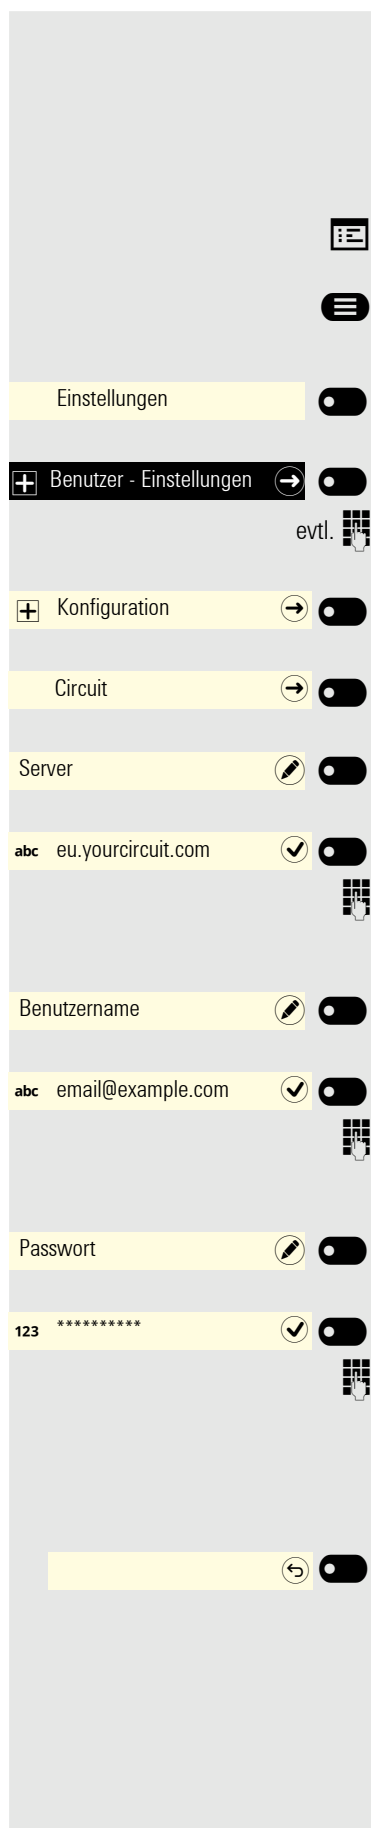 Einstellungen
Benutzer - Einstellungen
evtl.
Konfiguration
Circuit
Server
abc eu.yourcircuit.com
Benutzername
abc email@example.com
Passwort
123 **********